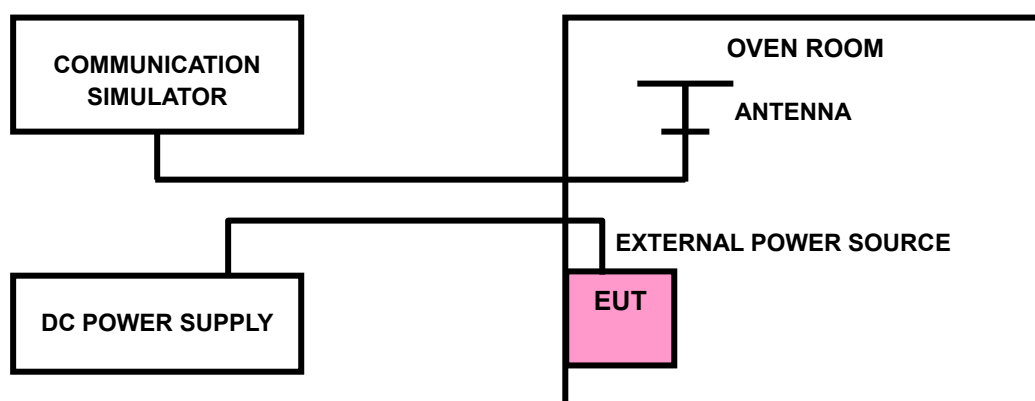 COMMUNICATION
SIMULATOR
OVEN ROOM
ANTENNA
EXTERNAL POWER SOURCE
DC POWER SUPPLY
EUT